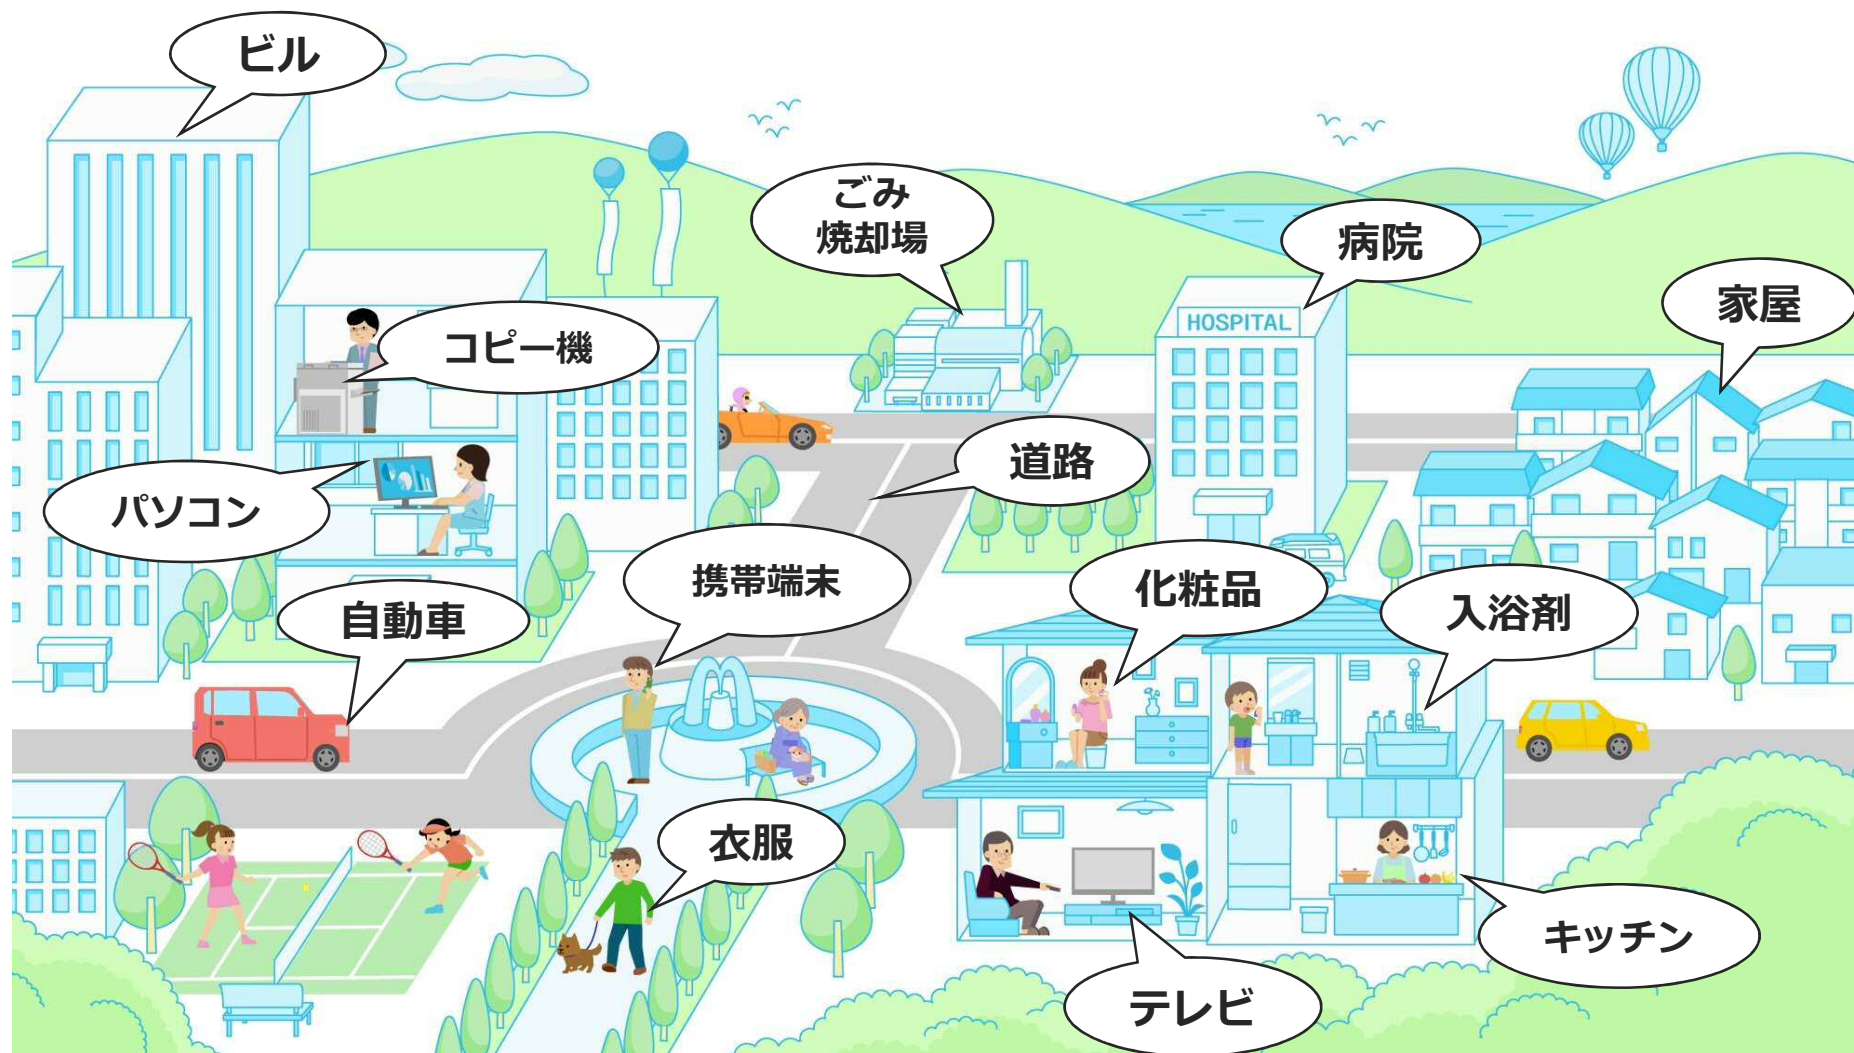 ビル
ごみ
焼却場
病院
家屋
HOSPITAL
コピー機
道路
パソコン
携帯端末
化粧品
入浴剤
自動車
衣服
キッチン
テレビ